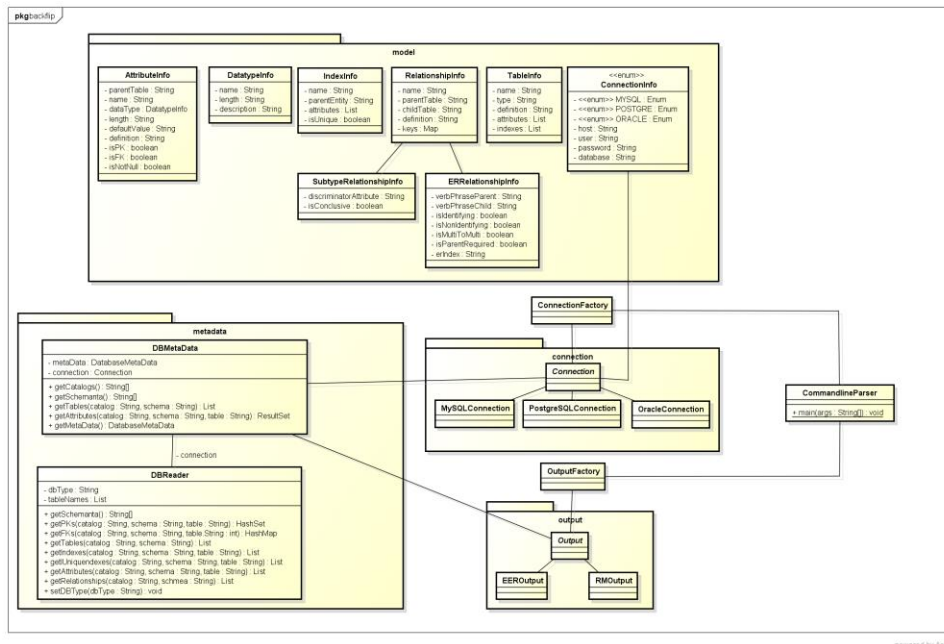 pkg backflip
model
AttributeInfo
- parentTable : String
- name : String
- dataType : DatatypeInfo
- length : String
- defaultValue : String
- definition : String
- isPK : boolean
- isFK : boolean
- isNotNull : boolean
DatatypeInfo
- name : String
- length : String
- description : String
IndexInfo
- name : String
- parentEntity : String
- attributes : List
- isUnique : boolean
RelationshipInfo
- name : String
- parentTable : String
- childTable : String
- definition : String
- keys : Map
TableInfo
- name : String
- type : String
- definition : String
- attributes : List
- indexes : List
<<enum>>
ConnectionInfo
- <<enum>> MYSQL : Enum
- <<enum>> POSTGRE : Enum
- <<enum>> ORACLE : Enum
- host : String
- user : String
- password : String
- database : String
SubtypeRelationshipInfo
- discriminatorAttribute : String
- isConclusive : boolean
ERRelationshipInfo
- verbPhraseParent : String
- verbPhraseChild : String
- isIdentifying : boolean
- isNonIdentifying : boolean
- isMultiToMulti : boolean
- isParentRequired : boolean
- erIndex : String
ConnectionFactory
metadata
DBMetaData
- metaData : DatabaseMetaData
- connection : Connection
+ getCatalogs() : String[]
+ getSchemanta() : String[]
+ getTables(catalog : String, schema : String) : List
+ getAttributes(catalog : String, schema : String, table : String) : ResultSet
+ getMetaData() : DatabaseMetaData
connection
Connection
MySQLConnection
PostgreSQLConnection
OracleConnection
CommandlineParser
+ main(args : String[]) : void
- connection
DBReader
- dbType : String
- tableNames : List
+ getSchemanta() : String[]
+ getPKs(catalog : String, schema : String, table : String) : HashSet
+ getFKs(catalog : String, schema : String, table.String : int) : HashMap
+ getTables(catalog : String, schema : String) : List
+ getIndexes(catalog : String, schema : String, table : String) : List
+ getIUniquendexes(catalog : String, schema : String, table : String) : List
+ getAttributes(catalog : String, schema : String, table : String) : List
+ getRelationships(catalog : String, schmea : String) : List
+ setDBType(dbType : String) : void
OutputFactory
output
Output
EEROutput
RMOutput